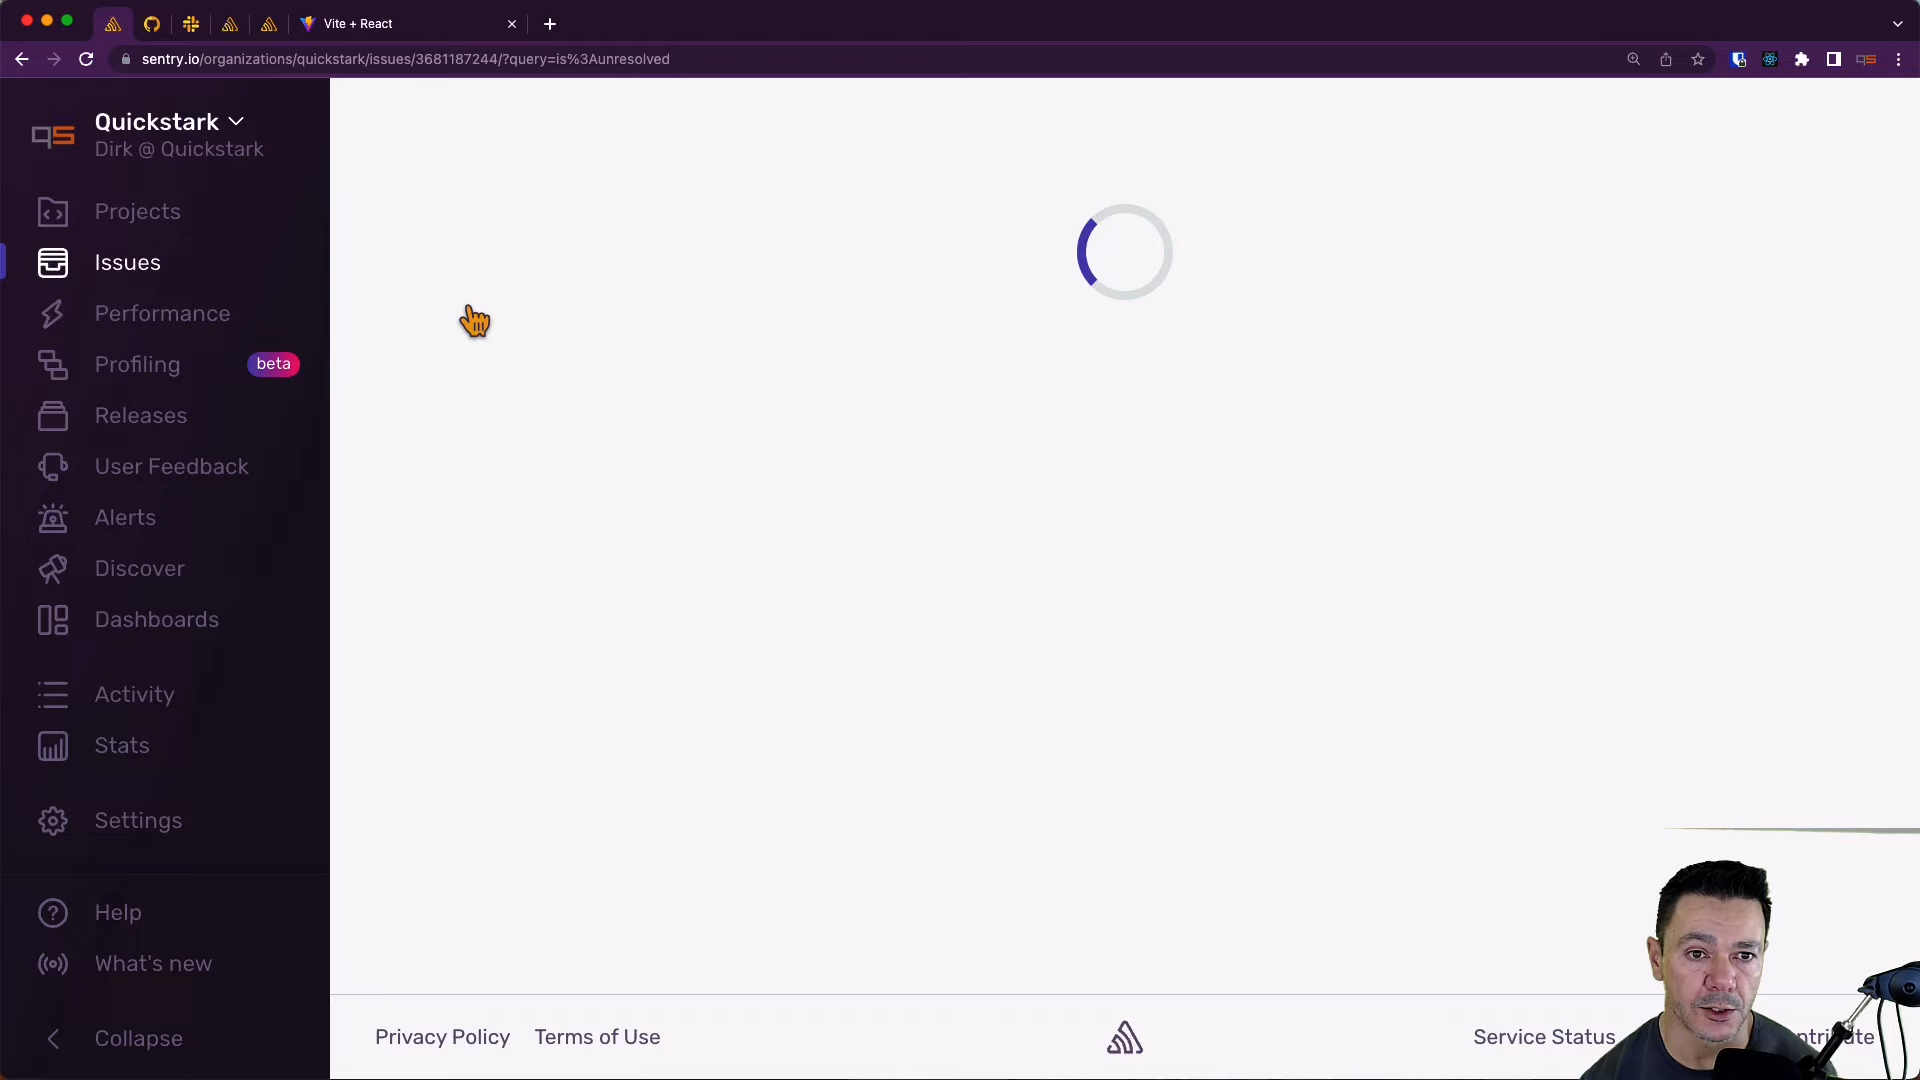 Vite + React
sentry.io/organizations/quickstark/issues/3681187244/?query=is%3Aunresolved
qs
qs
Quickstark
Dirk @ Quickstark
Projects
Issues
Performance
Profiling
beta
Releases
User Feedback
Alerts
Discover
Dashboards
Activity
Stats
Settings
Help
What's new
Collapse
Privacy Policy
Terms of Use
Service Status